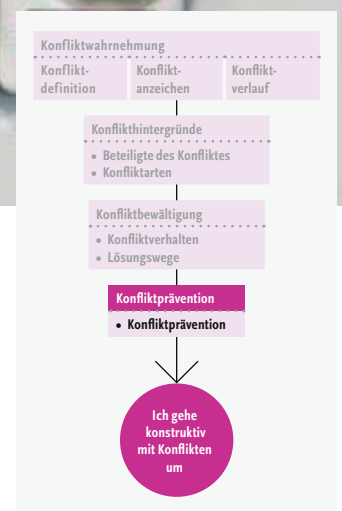 Konfliktwahrnehmung
Konflikt-
definition
Konflikt-
anzeichen
Konflikt-
verlauf
Konflikthintergründe
• Beteiligte des Konfliktes
• Konfliktarten
Konfliktbewältigung
• Konfliktverhalten
• Lösungswege
Konfliktprävention
• Konfliktprävention
Ich gehe
konstruktiv
mit Konflikten
um